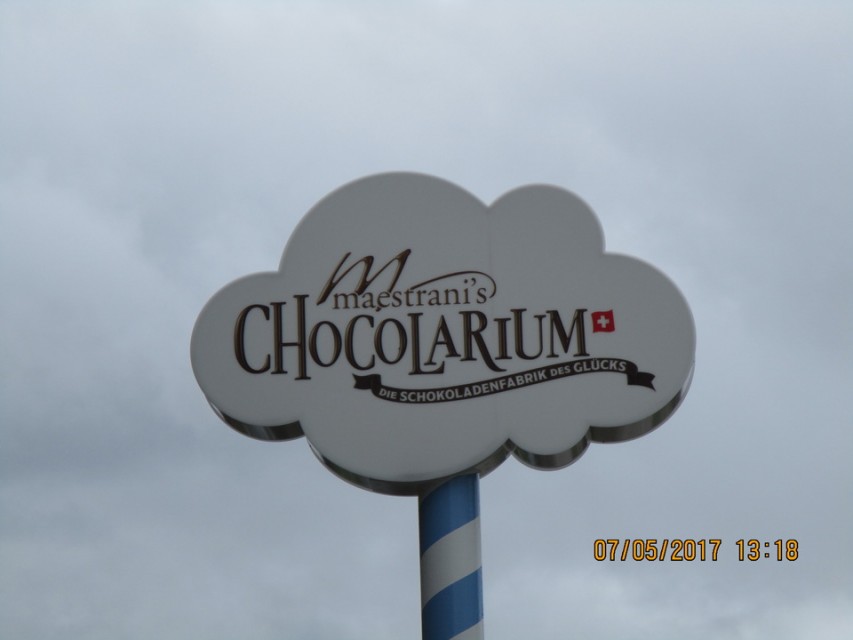 maestrani's
CHOCOLARIUM
DIE SCHOKOLADENFABRIK DES GLÜCKS
07/05/2017 13:18